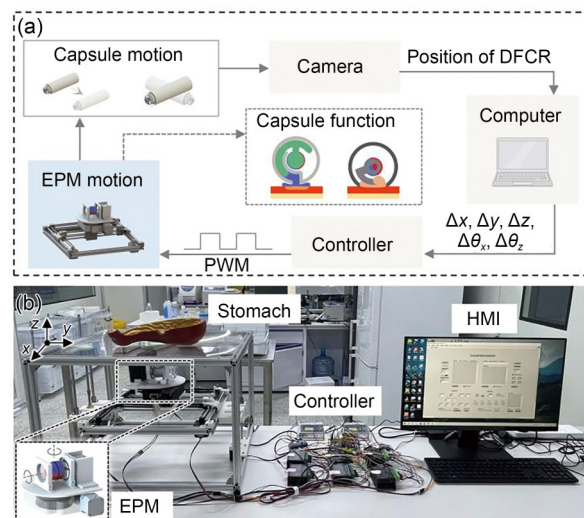 (a)
Capsule motion
Camera
Position of DFCR
Computer
Capsule function
EPM motion
Δx, Δy, Δz,
Δθx, Δθz
Controller
PWM
(b)
Stomach
HMI
z
y
x
Controller
EPM